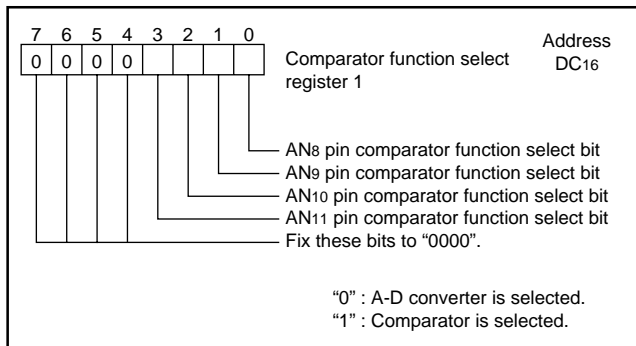 7 6 5 4 3 2 1 0
0 0 0 0
Comparator function select
register 1
Address
DC16
AN8 pin comparator function select bit
AN9 pin comparator function select bit
AN10 pin comparator function select bit
AN11 pin comparator function select bit
Fix these bits to “0000”.
“0” : A-D converter is selected.
“1” : Comparator is selected.